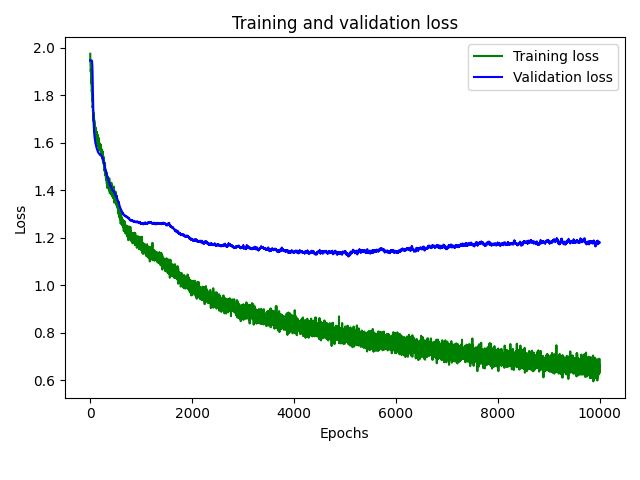 Training and validation loss
Training loss
Validation loss
2.0
1.8
1.6
1.4
1.2
1.0
0.8
0.6
Loss
0
2000
4000
6000
8000
10000
Epochs